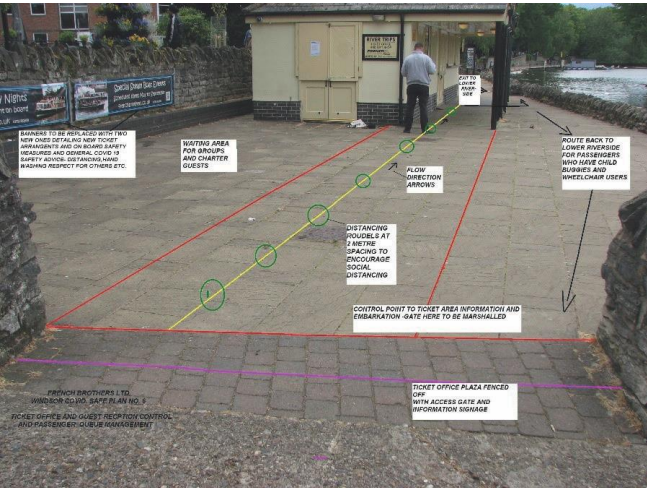 RIVER TRIPS
EXIT TO
LOWER
RIVER-
SIDE
BANNERS TO BE REPLACED WITH TWO
NEW ONES DETAILING NEW TICKET
ARRANGENTS AND ON BOARD SAFETY
MEASURES AND GENERAL COVID 19
SAFETY ADVICE- DISTANCING,HAND
WASHING RESPECT FOR OTHERS ETC.
WAITING AREA
FOR GROUPS
AND CHARTER
GUESTS
FLOW
DIRECTION
ARROWS
ROUTE BACK TO
LOWER RIVERSIDE
FOR PASSENGERS
WHO HAVE CHILD
BUGGIES AND
WHEELCHAIR USERS
DISTANCING
ROUDELS AT
2 METRE
SPACING TO
ENCOURAGE
SOCIAL
DISTANCING
CONTROL POINT TO TICKET AREA INFORMATION AND
EMBARKATION -GATE HERE TO BE MARSHALLED
TICKET OFFICE PLAZA FENCED
OFF
WITH ACCESS GATE AND
INFORMATION SIGNAGE
FRENCH BROTHERS LTD.
WINDSOR COVID. SAFE PLAN NO.
TICKET OFFICE AND GUEST RECPTION CONTROL
AND PASSENGER QUEUE MANAGEMENT